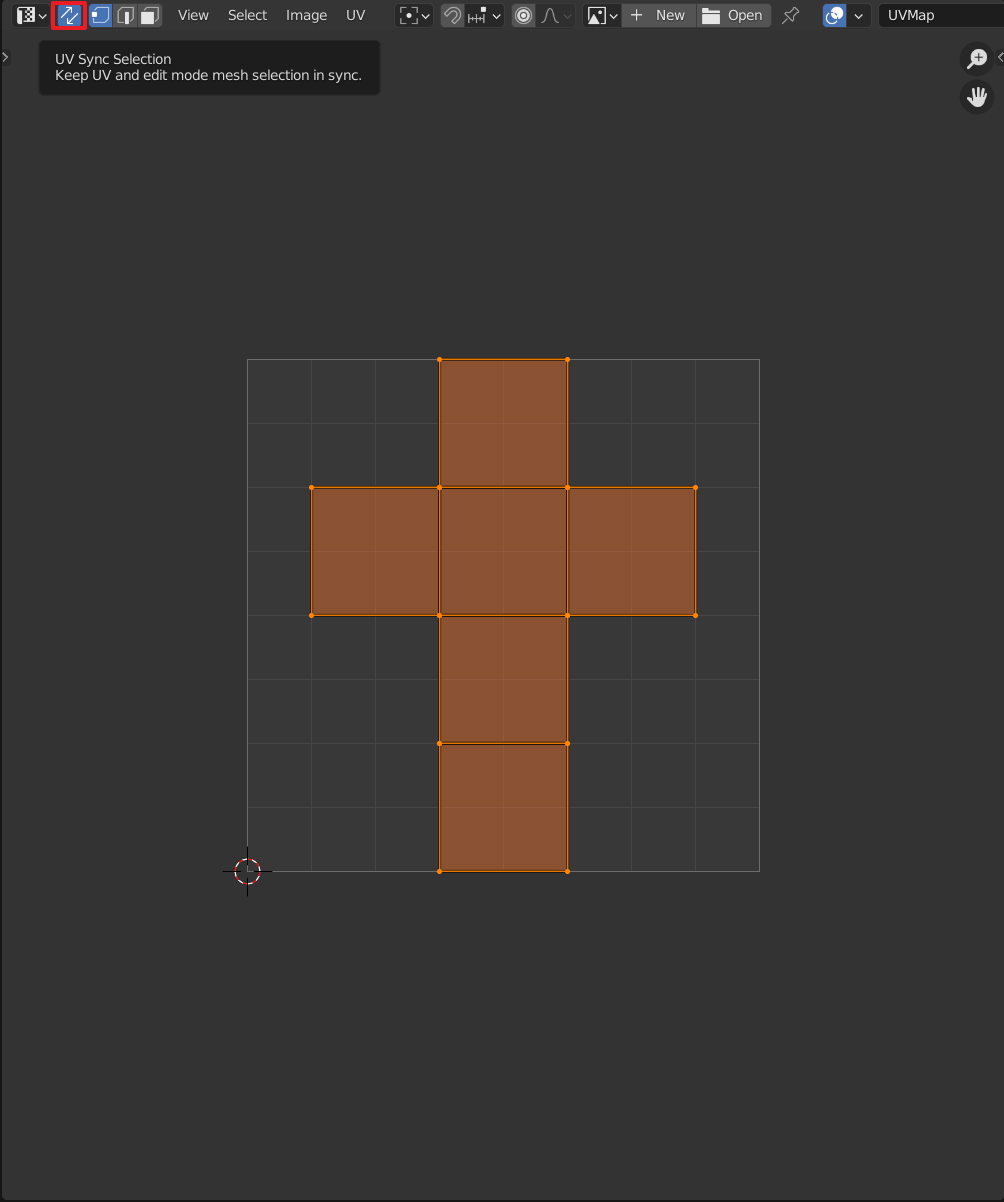 View Select Image UV New Open UVMap
UV Sync Selection
Keep UV and edit mode mesh selection in sync.